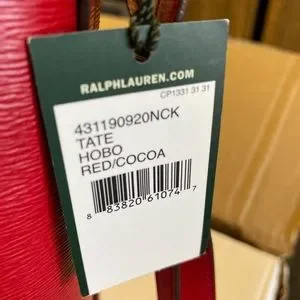 RALPHLAUREN.COM
CP1331 31 31
431190920NCK
TATE
HOBO
RED/COCOA
8 83820 61074 7